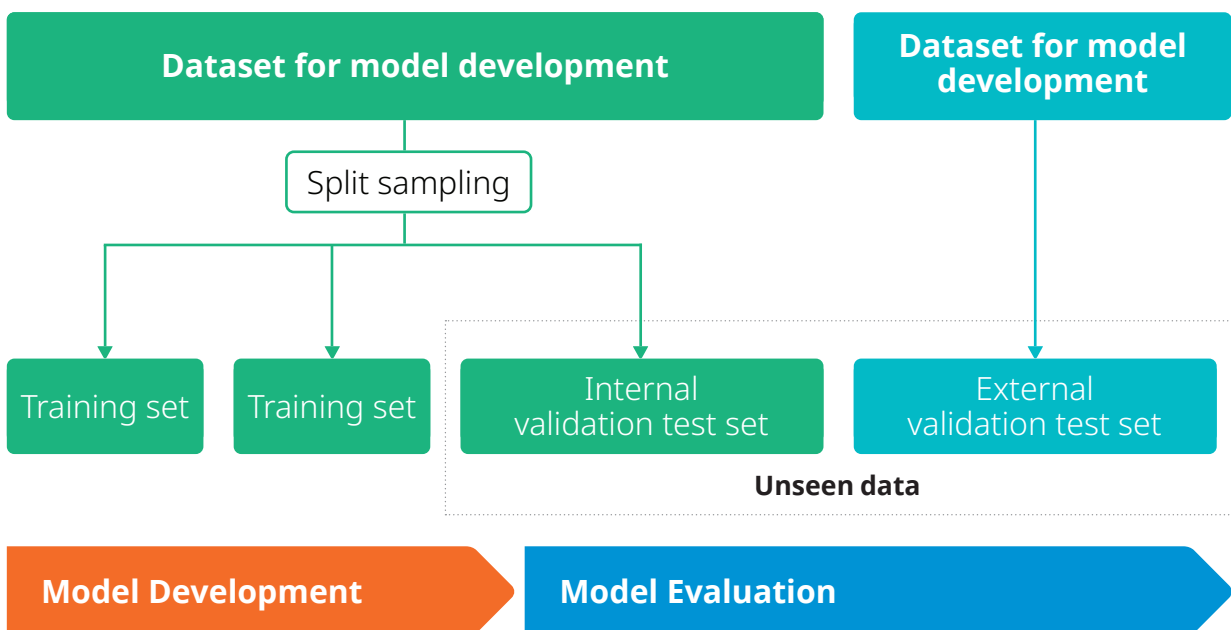 Dataset for model development
Dataset for model
development
Split sampling
Training set
Training set
Internal
validation test set
External
validation test set
Unseen data
Model Development
Model Evaluation